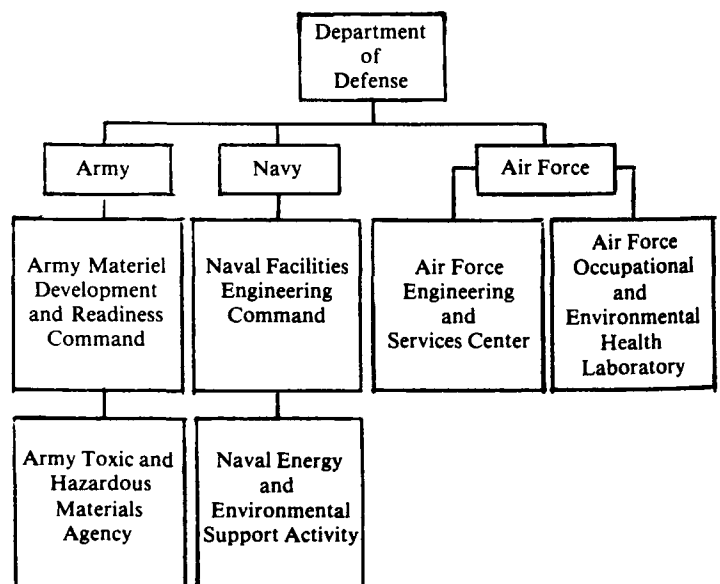 Department
of
Defense
Army
Navy
Air Force
Army Materiel
Development
and Readiness
Command
Naval Facilities
Engineering
Command
Air Force
Engineering
and
Services Center
Air Force
Occupational
and
Environmental
Health
Laboratory
Army Toxic and
Hazardous
Materials
Agency
Naval Energy
and
Environmental
Support Activity